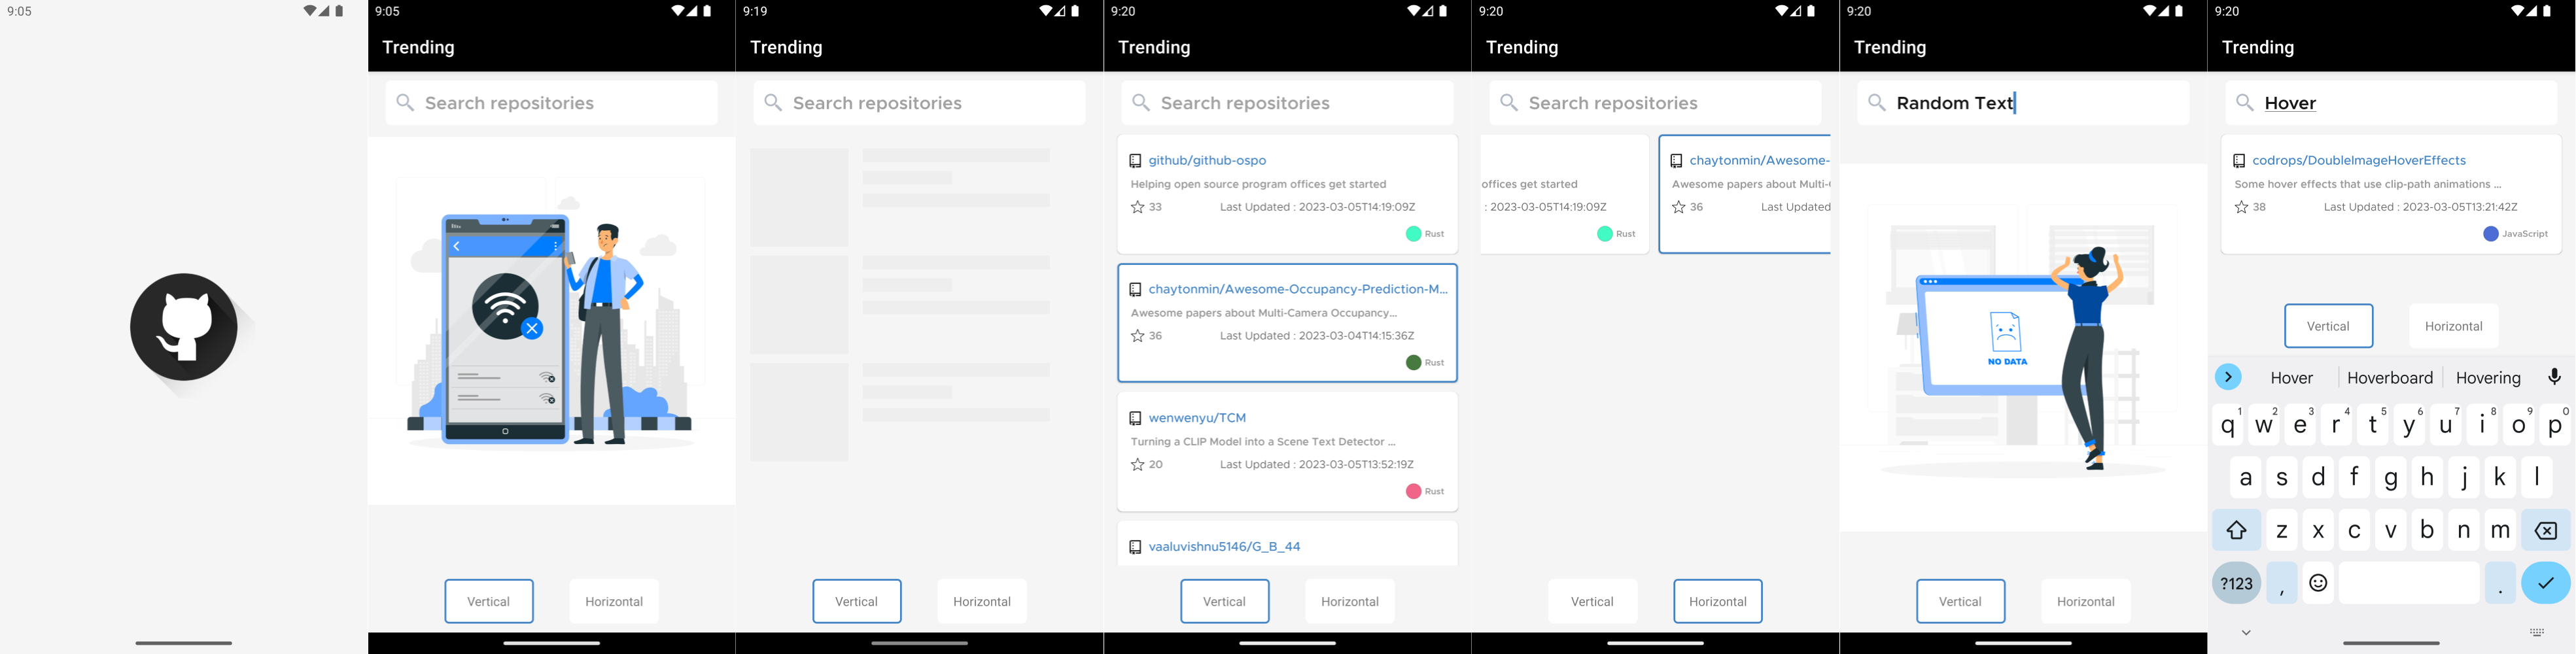 9:05
9:05
Trending
Search repositories
Vertical
Horizontal
9:19
Trending
Search repositories
Vertical
Horizontal
9:20
Trending
Search repositories
github/github-ospo
Helping open source program offices get started
33
Last Updated : 2023-03-05T14:19:09Z
Rust
chaytonmin/Awesome-Occupancy-Prediction-M...
Awesome papers about Multi-Camera Occupancy...
36
Last Updated : 2023-03-04T14:15:36Z
Rust
wenwenyu/TCM
Turning a CLIP Model into a Scene Text Detector ...
20
Last Updated : 2023-03-05T13:52:19Z
Rust
vaaluvishnu5146/G_B_44
Vertical
Horizontal
9:20
Trending
Search repositories
offices get started
: 2023-03-05T14:19:09Z
Rust
chaytonmin/Awesome-
Awesome papers about Multi-
36
Last Updated
Vertical
Horizontal
9:20
Trending
Random Text
NO DATA
Vertical
Horizontal
9:20
Trending
Hover
codrops/DoubleImageHoverEffects
Some hover effects that use clip-path animations ...
38
Last Updated : 2023-03-05T13:21:42Z
JavaScript
Vertical
Horizontal
Hover Hoverboard Hovering
1 2 3 4 5 6 7 8 9 0
q w e r t y u i o p
a s d f g h j k l
z x c v b n m
?123 , .